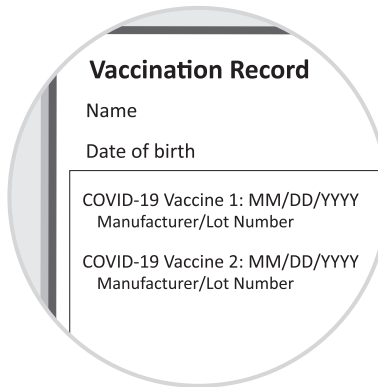 Vaccination Record
Name
Date of birth
COVID-19 Vaccine 1: MM/DD/YYYY
Manufacturer/Lot Number
COVID-19 Vaccine 2: MM/DD/YYYY
Manufacturer/Lot Number